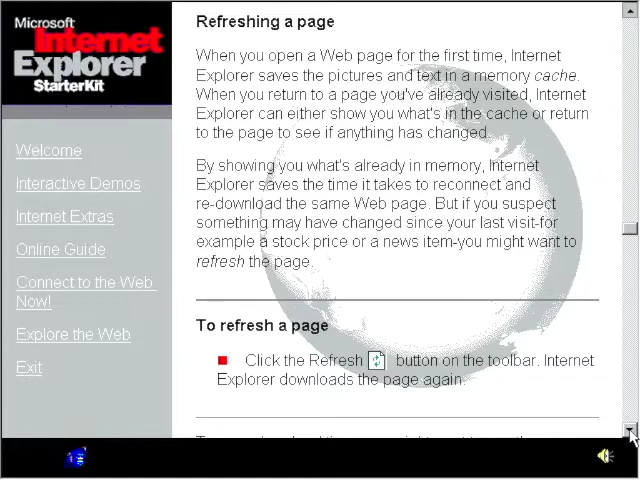 Microsoft
Internet
Explorer
StarterKit
Welcome
Interactive Demos
Internet Extras
Online Guide
Connect to the Web
Now!
Explore the Web
Exit
Refreshing a page
When you open a Web page for the first time, Internet
Explorer saves the pictures and text in a memory cache.
When you return to a page you've already visited, Internet
Explorer can either show you what's in the cache or return
to the page to see if anything has changed.
By showing you what's already in memory, Internet
Explorer saves the time it takes to reconnect and
re-download the same Web page. But if you suspect
something may have changed since your last visit-for
example a stock price or a news item-you might want to
refresh the page.
To refresh a page
Click the Refresh button on the toolbar. Internet
Explorer downloads the page again.